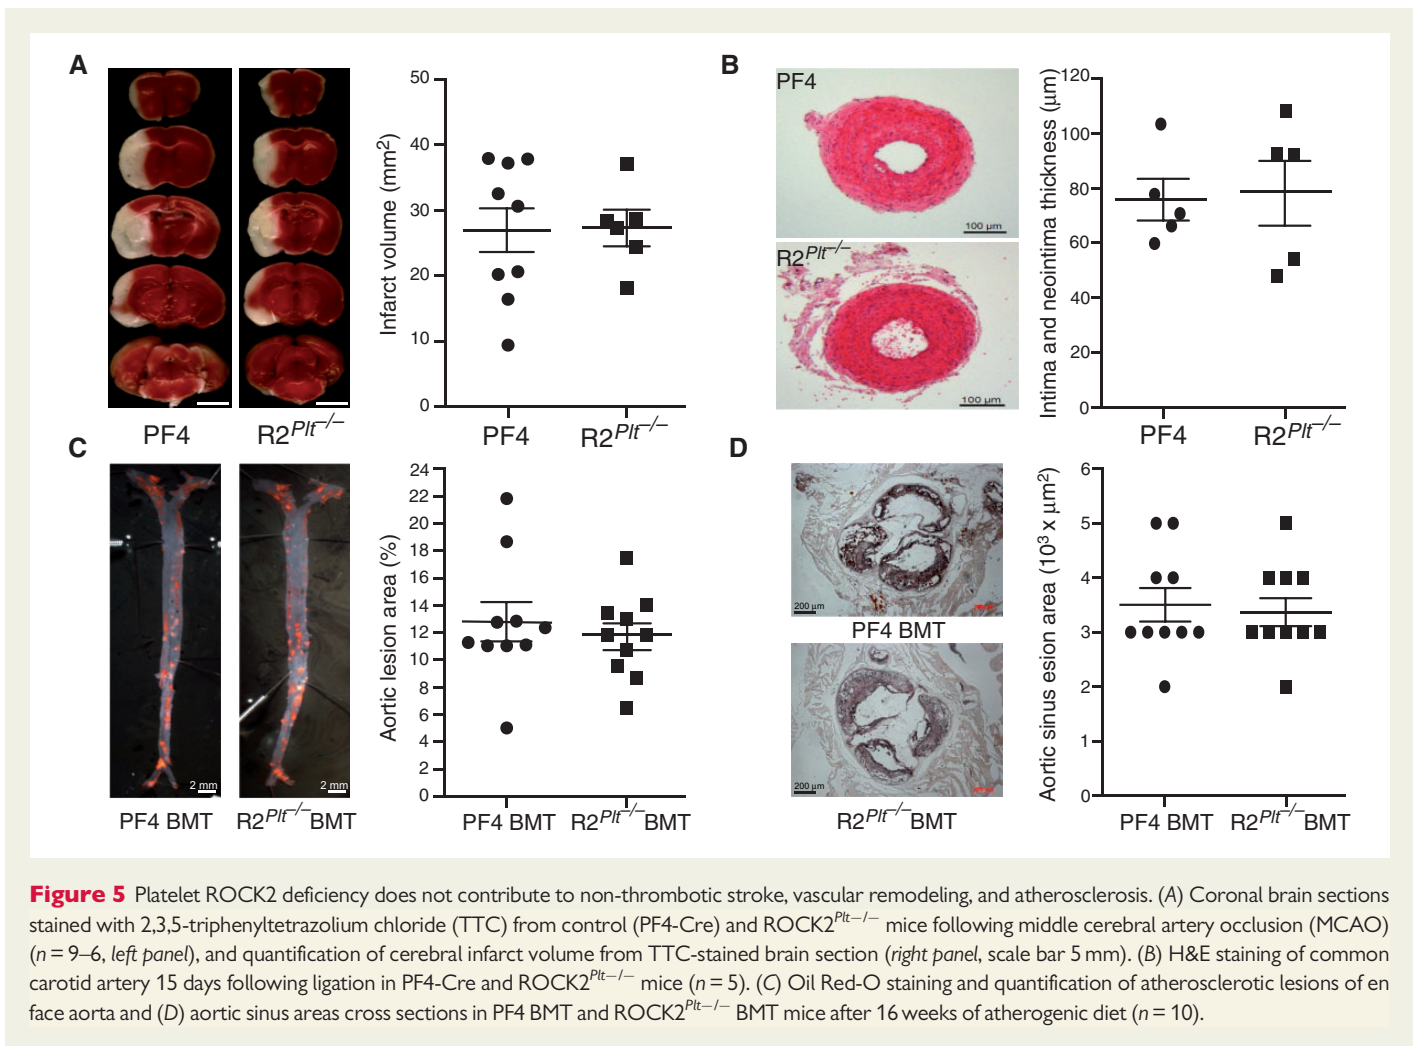 A
PF4
R2Plt−/−
Infarct volume (mm2)
50
40
30
20
10
0
PF4
R2Plt−/−
B
PF4
100 µm
R2Plt−/−
100 µm
Intima and neointima thickness (µm)
120
100
80
60
40
20
0
PF4
R2Plt−/−
C
2 mm
2 mm
PF4 BMT
R2Plt−/−BMT
Aortic lesion area (%)
24
22
20
18
16
14
12
10
8
6
4
2
0
PF4 BMT
R2Plt−/−BMT
D
200 µm
PF4 BMT
200 µm
R2Plt−/−BMT
Aortic sinus esion area (103 x µm2)
6
5
4
3
2
1
0
PF4 BMT
R2Plt−/−BMT
Figure 5 Platelet ROCK2 deficiency does not contribute to non-thrombotic stroke, vascular remodeling, and atherosclerosis. (A) Coronal brain sections
stained with 2,3,5-triphenyltetrazolium chloride (TTC) from control (PF4-Cre) and ROCK2Plt−/− mice following middle cerebral artery occlusion (MCAO)
(n = 9–6, left panel), and quantification of cerebral infarct volume from TTC-stained brain section (right panel, scale bar 5 mm). (B) H&E staining of common
carotid artery 15 days following ligation in PF4-Cre and ROCK2Plt−/− mice (n = 5). (C) Oil Red-O staining and quantification of atherosclerotic lesions of en
face aorta and (D) aortic sinus areas cross sections in PF4 BMT and ROCK2Plt−/− BMT mice after 16 weeks of atherogenic diet (n = 10).